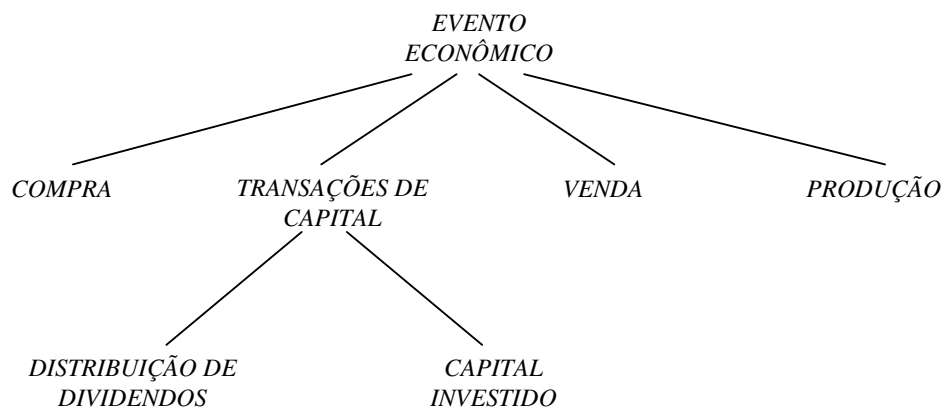 EVENTO
ECONÔMICO
COMPRA
TRANSAÇÕES DE
CAPITAL
VENDA
PRODUÇÃO
DISTRIBUIÇÃO DE
DIVIDENDOS
CAPITAL
INVESTIDO